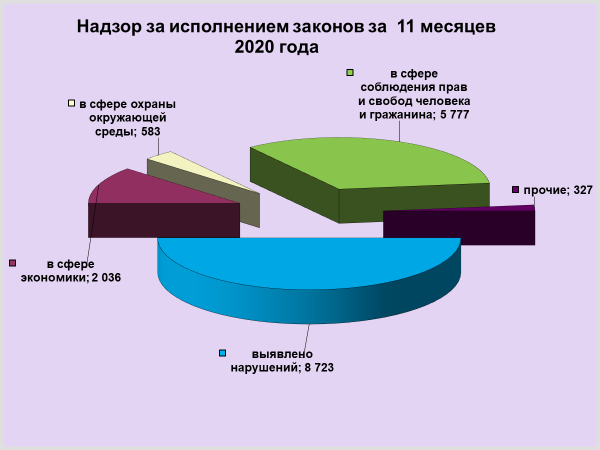 Надзор за исполнением законов за 11 месяцев
2020 года
в сфере
соблюдения прав
и свобод человека
и гражанина; 5 777
в сфере охраны
окружающей
среды; 583
прочие; 327
в сфере
экономики; 2 036
выявлено
нарушений; 8 723